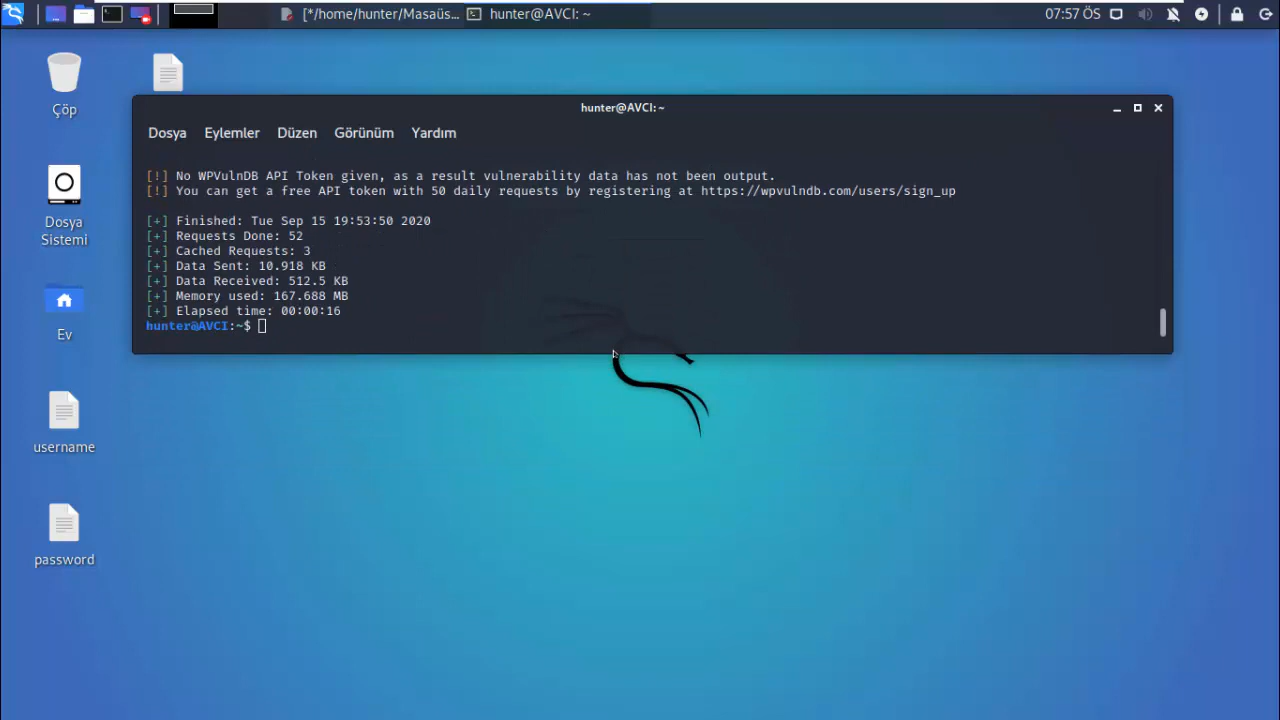 [*/home/hunter/Masaüs...
hunter@AVCI: ~
07:57 ÖS
Çöp
Dosya
Sistemi
Ev
username
password
hunter@AVCI: ~
Dosya Eylemler Düzen Görünüm Yardım
[!] No WPVulnDB API Token given, as a result vulnerability data has not been output.
[!] You can get a free API token with 50 daily requests by registering at https://wpvulndb.com/users/sign_up
[+] Finished: Tue Sep 15 19:53:50 2020
[+] Requests Done: 52
[+] Cached Requests: 3
[+] Data Sent: 10.918 KB
[+] Data Received: 512.5 KB
[+] Memory used: 167.688 MB
[+] Elapsed time: 00:00:16
hunter@AVCI:~$